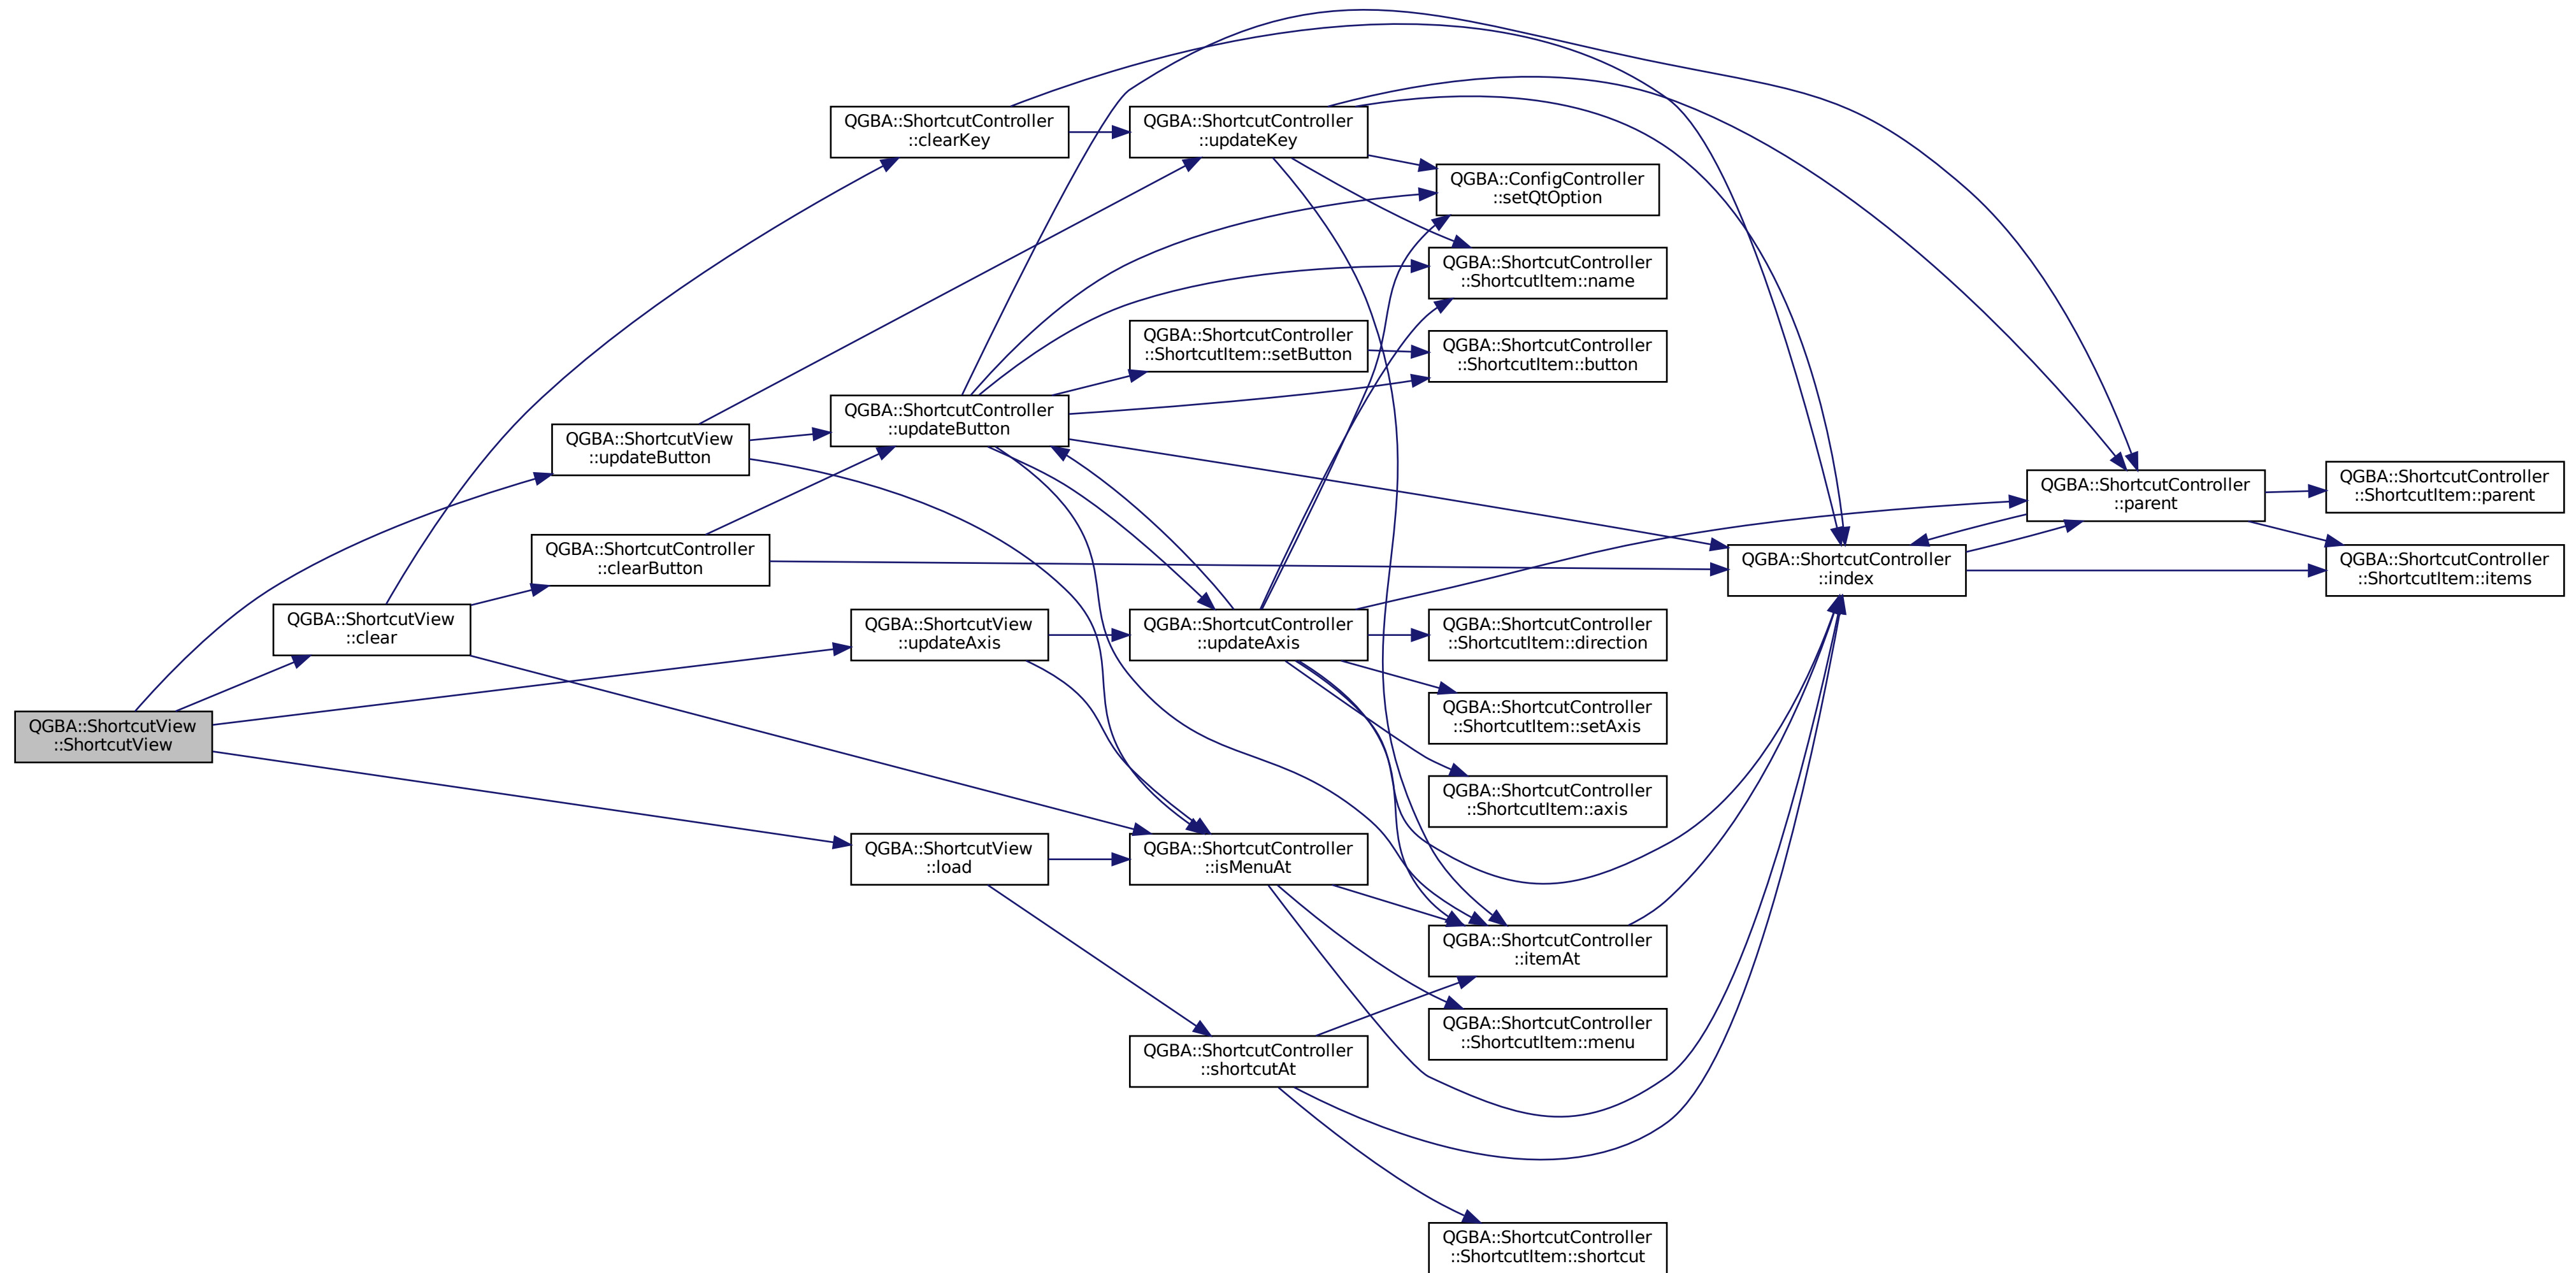 QGBA::ShortcutView
::ShortcutView
QGBA::ShortcutView
::clear
QGBA::ShortcutView
::updateButton
QGBA::ShortcutController
::clearButton
QGBA::ShortcutController
::clearKey
QGBA::ShortcutController
::updateButton
QGBA::ShortcutView
::updateAxis
QGBA::ShortcutView
::load
QGBA::ShortcutController
::updateKey
QGBA::ShortcutController
::ShortcutItem::setButton
QGBA::ShortcutController
::updateAxis
QGBA::ShortcutController
::isMenuAt
QGBA::ShortcutController
::shortcutAt
QGBA::ConfigController
::setQtOption
QGBA::ShortcutController
::ShortcutItem::name
QGBA::ShortcutController
::ShortcutItem::button
QGBA::ShortcutController
::ShortcutItem::direction
QGBA::ShortcutController
::ShortcutItem::setAxis
QGBA::ShortcutController
::ShortcutItem::axis
QGBA::ShortcutController
::itemAt
QGBA::ShortcutController
::ShortcutItem::menu
QGBA::ShortcutController
::ShortcutItem::shortcut
QGBA::ShortcutController
::index
QGBA::ShortcutController
::parent
QGBA::ShortcutController
::ShortcutItem::parent
QGBA::ShortcutController
::ShortcutItem::items